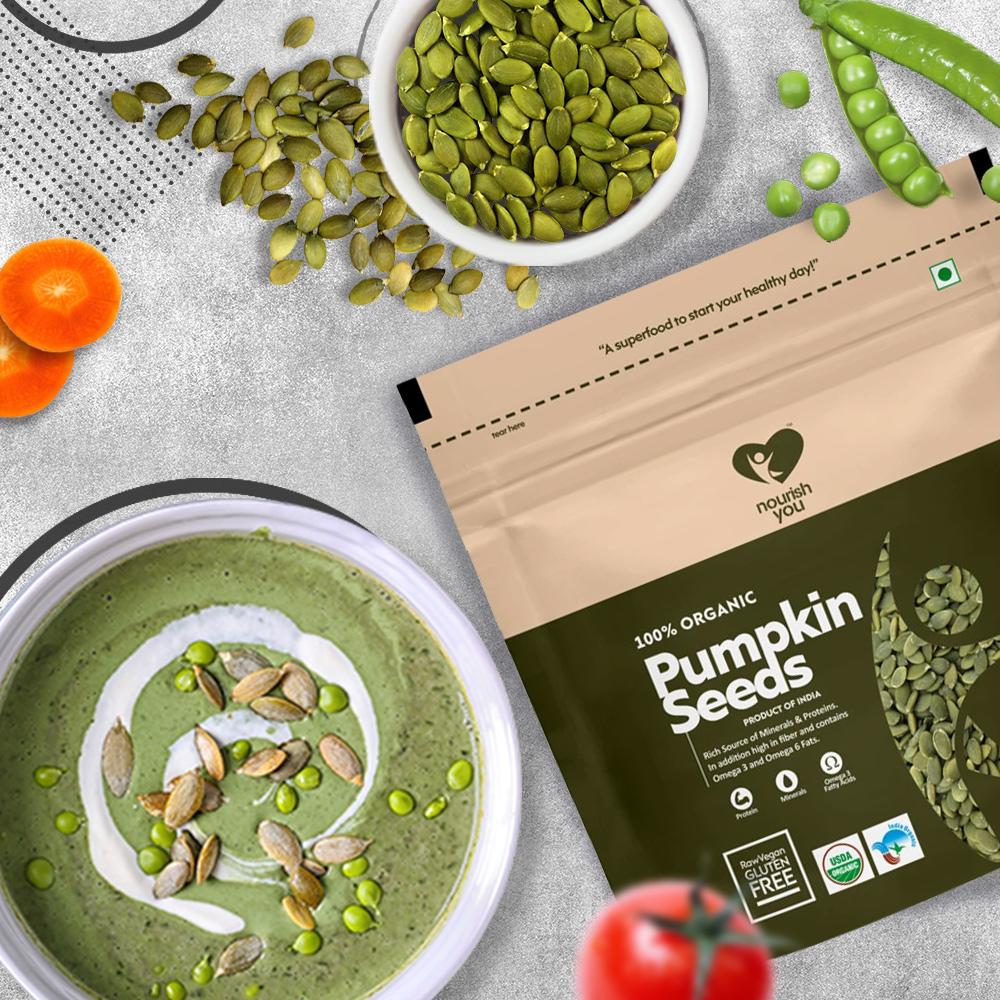 "A superfood to start your healthy day!"
tear here
nourish
you
TM
100% ORGANIC
Pumpkin
Seeds
PRODUCT OF INDIA
Rich Source of Minerals & Proteins.
In addition high in fiber and contains
Omega 3 and Omega 6 Fats.
Protein
Minerals
Omega 3
Fatty Acids
RawVegan
GLUTEN
FREE
USDA
ORGANIC
India Organic